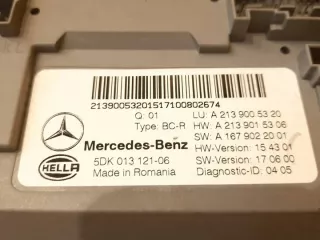 21390053201517100802674
Q: 01 LU: A 213 900 53 20
Type: BC-R HW: A 213 901 53 06
SW: A 167 902 20 01
Mercedes-Benz HW-Version: 15 43 01
5DK 013 121-06 SW-Version: 17 06 00
HELLA Made in Romania Diagnostic-ID: 04 05